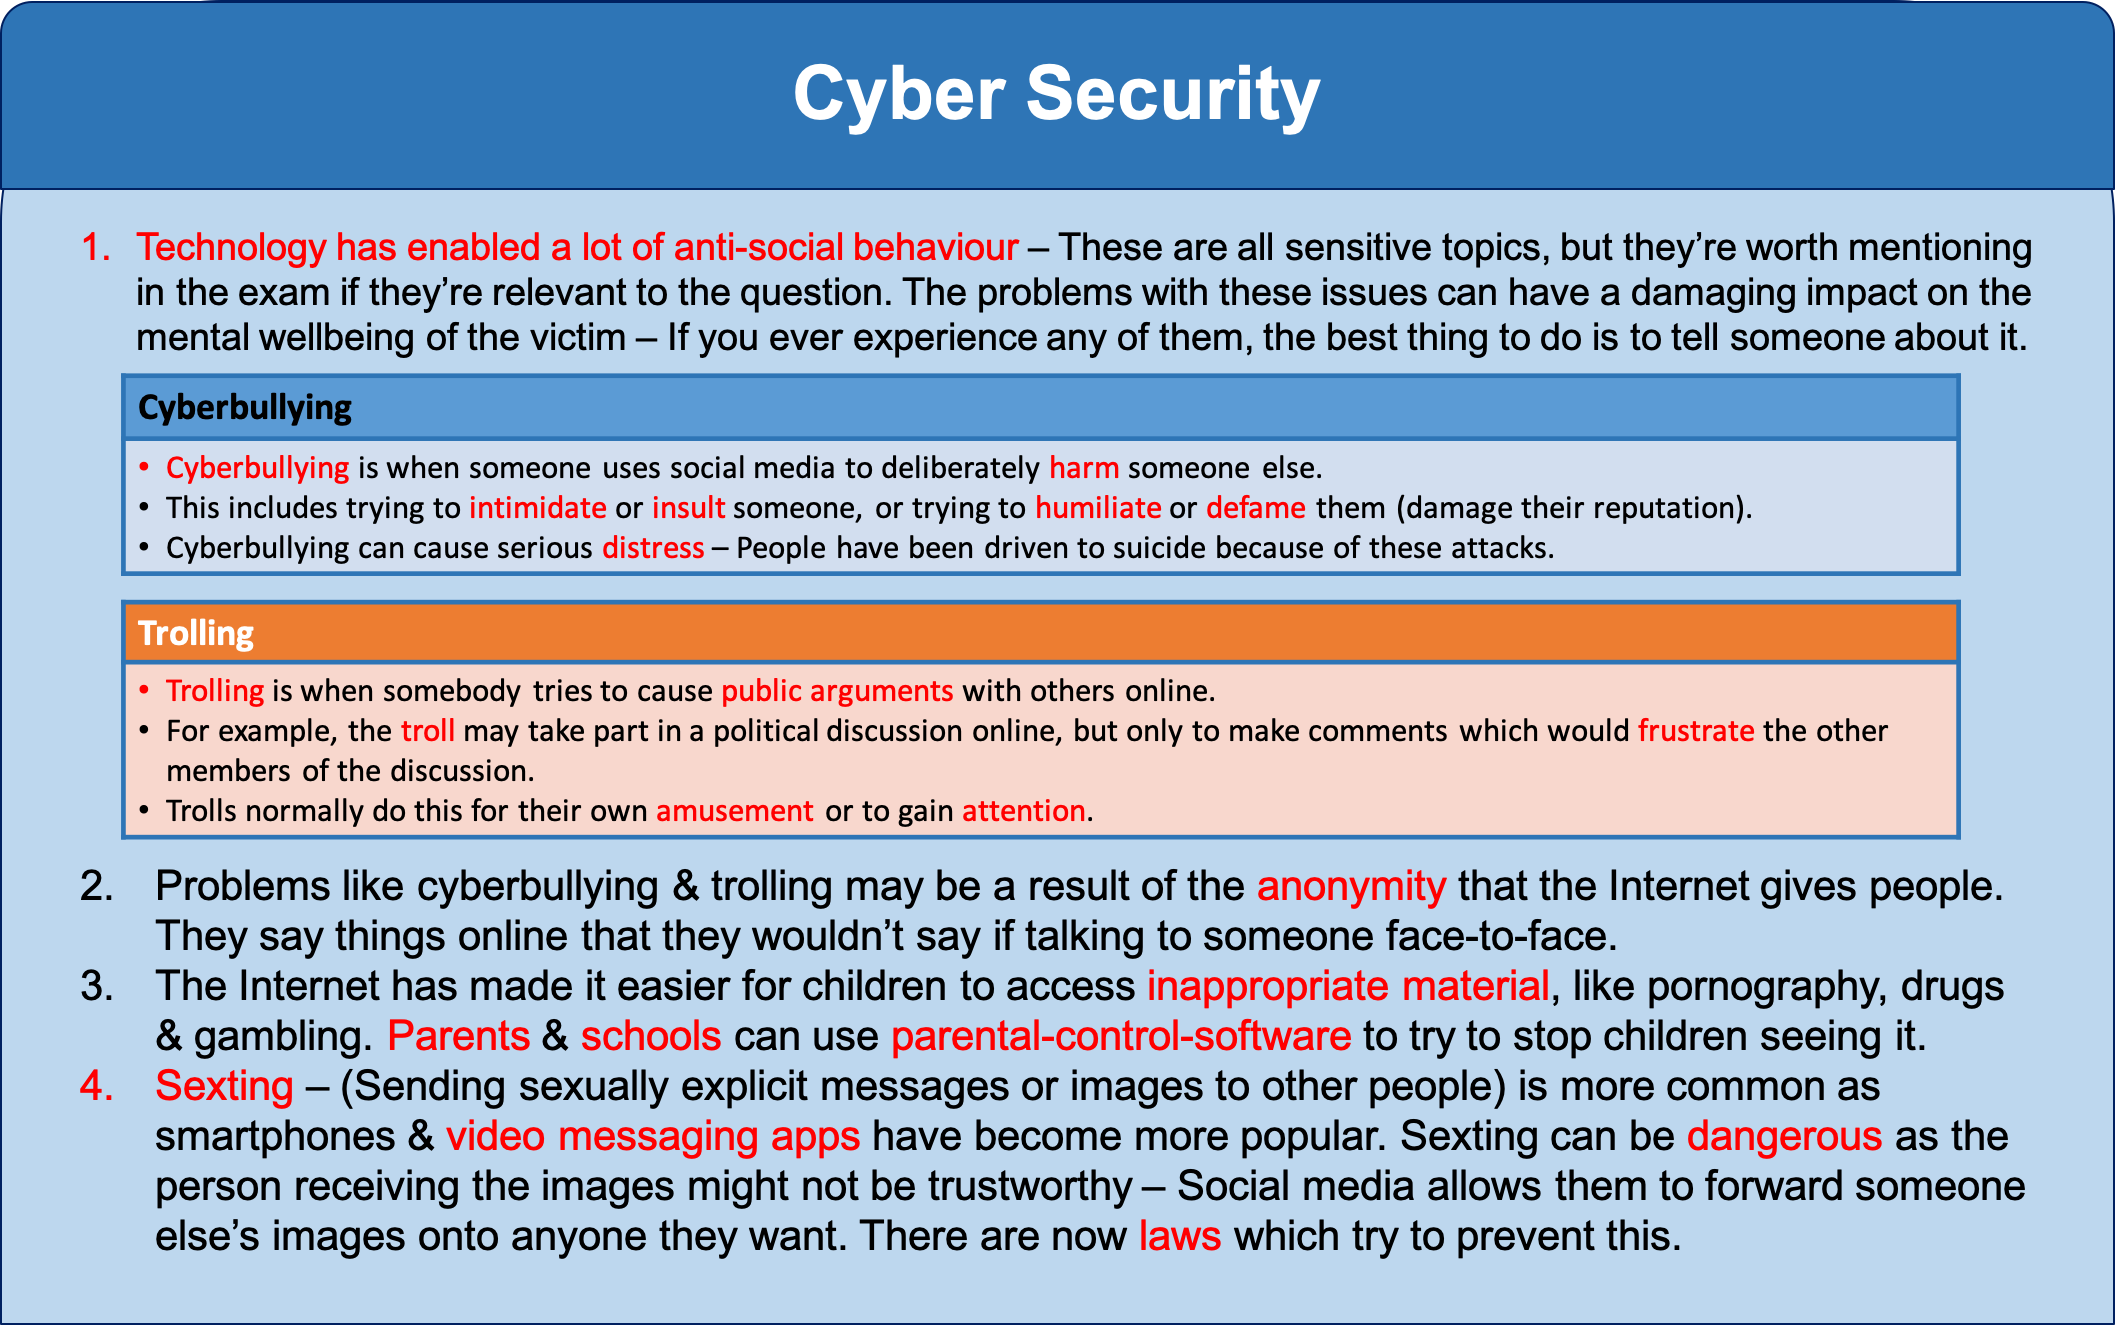 Cyber Security
1. Technology has enabled a lot of anti-social behaviour – These are all sensitive topics, but they’re worth mentioning
in the exam if they’re relevant to the question. The problems with these issues can have a damaging impact on the
mental wellbeing of the victim – If you ever experience any of them, the best thing to do is to tell someone about it.
Cyberbullying
• Cyberbullying is when someone uses social media to deliberately harm someone else.
• This includes trying to intimidate or insult someone, or trying to humiliate or defame them (damage their reputation).
• Cyberbullying can cause serious distress – People have been driven to suicide because of these attacks.
Trolling
• Trolling is when somebody tries to cause public arguments with others online.
• For example, the troll may take part in a political discussion online, but only to make comments which would frustrate the other
members of the discussion.
• Trolls normally do this for their own amusement or to gain attention.
2. Problems like cyberbullying & trolling may be a result of the anonymity that the Internet gives people.
They say things online that they wouldn’t say if talking to someone face-to-face.
3. The Internet has made it easier for children to access inappropriate material, like pornography, drugs
& gambling. Parents & schools can use parental-control-software to try to stop children seeing it.
4. Sexting – (Sending sexually explicit messages or images to other people) is more common as
smartphones & video messaging apps have become more popular. Sexting can be dangerous as the
person receiving the images might not be trustworthy – Social media allows them to forward someone
else’s images onto anyone they want. There are now laws which try to prevent this.